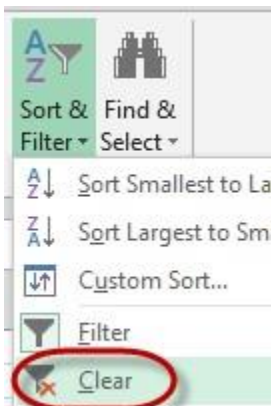 Sort & Find &
Filter Select
Sort Smallest to La
Sort Largest to Sm
Custom Sort...
Filter
Clear